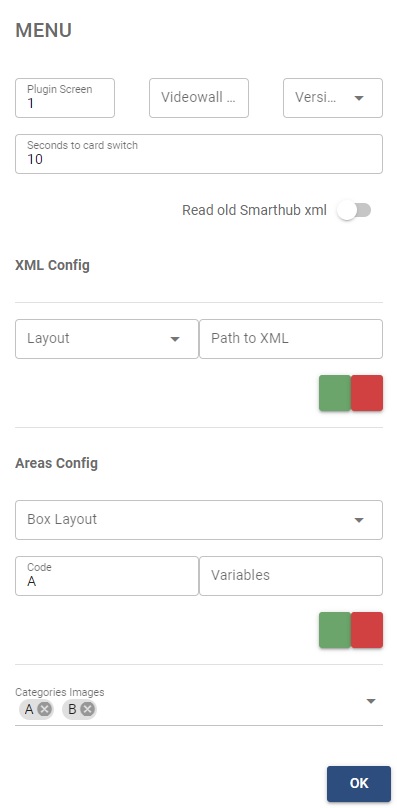 MENU
Plugin Screen
1
Videowall ...
Versi...
Seconds to card switch
10
Read old Smarthub xml
XML Config
Layout
Path to XML
Areas Config
Box Layout
Code
A
Variables
Categories Images
A
B
OK